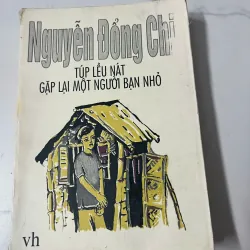 Nguyễn Đổng Chi
TÚP LỀU NÁT
GẶP LẠI MỘT NGƯỜI BẠN NHỎ
vh